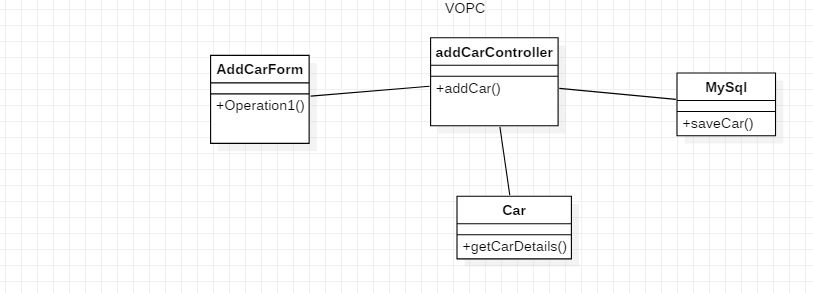 VOPC
AddCarForm
+Operation1()
addCarController
+addCar()
MySql
+saveCar()
Car
+getCarDetails()